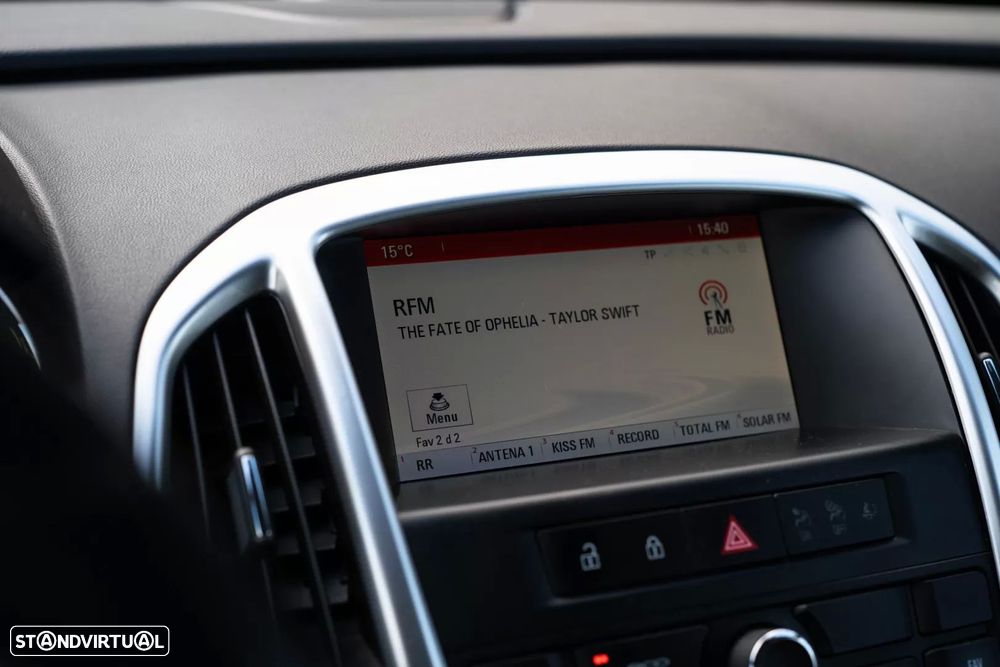 15°C 15:40
TP
RFM
THE FATE OF OPHELIA - TAYLOR SWIFT
FM
RADIO
Menu
Fav 2 d 2
1 RR 2 ANTENA 1 3 KISS FM 4 RECORD 5 TOTAL FM 6 SOLAR FM
FAV
STANDVIRTUAL